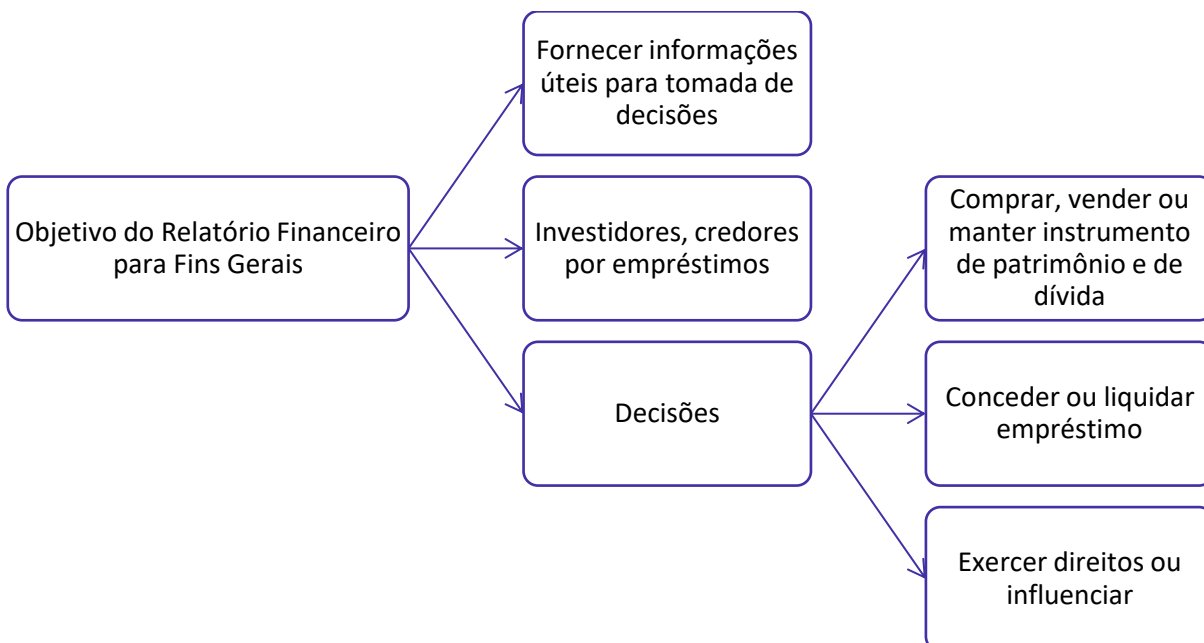 Fornecer informações
úteis para tomada de
decisões
Objetivo do Relatório Financeiro
para Fins Gerais
Investidores, credores
por empréstimos
Decisões
Comprar, vender ou
manter instrumento
de patrimônio e de
dívida
Conceder ou liquidar
empréstimo
Exercer direitos ou
influenciar